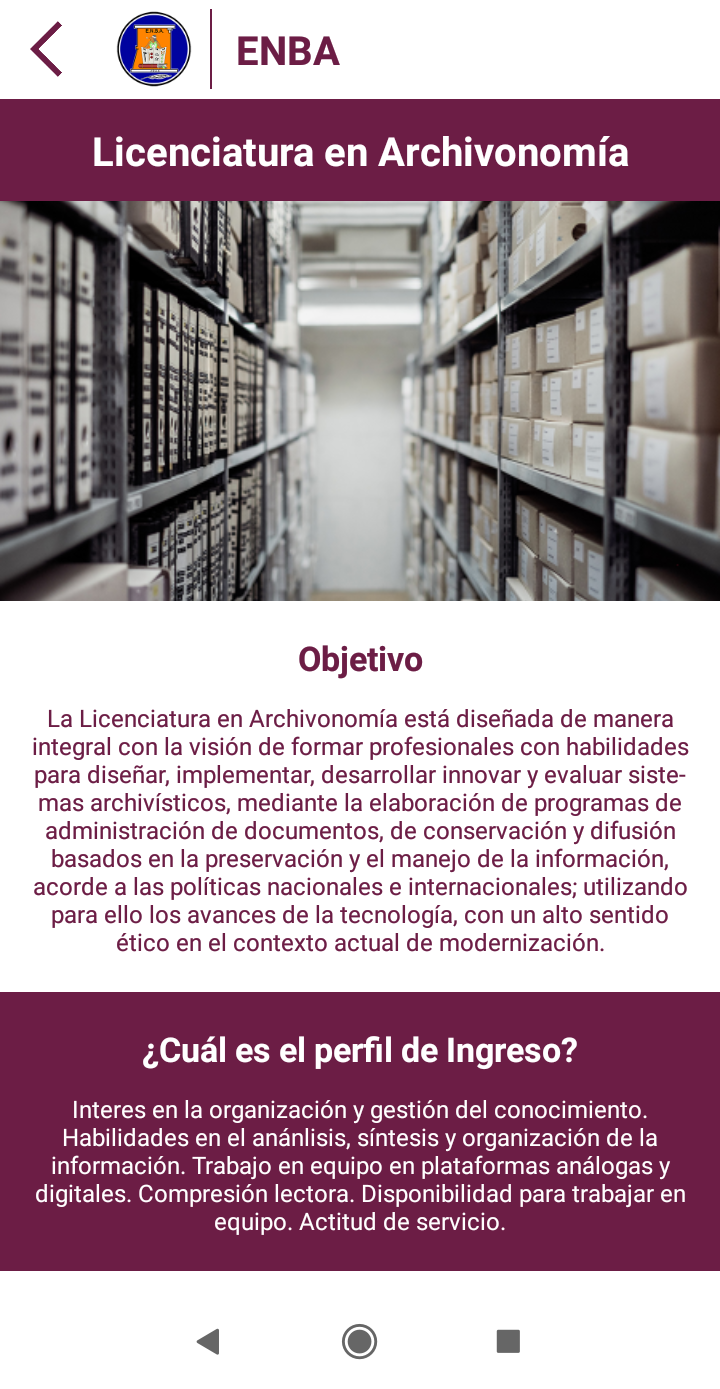 E.N.B.A.
ENBA
Licenciatura en Archivonomía
Objetivo
La Licenciatura en Archivonomía está diseñada de manera
integral con la visión de formar profesionales con habilidades
para diseñar, implementar, desarrollar innovar y evaluar siste-
mas archivísticos, mediante la elaboración de programas de
administración de documentos, de conservación y difusión
basados en la preservación y el manejo de la información,
acorde a las políticas nacionales e internacionales; utilizando
para ello los avances de la tecnología, con un alto sentido
ético en el contexto actual de modernización.
¿Cuál es el perfil de Ingreso?
Interes en la organización y gestión del conocimiento.
Habilidades en el anánlisis, síntesis y organización de la
información. Trabajo en equipo en plataformas análogas y
digitales. Compresión lectora. Disponibilidad para trabajar en
equipo. Actitud de servicio.